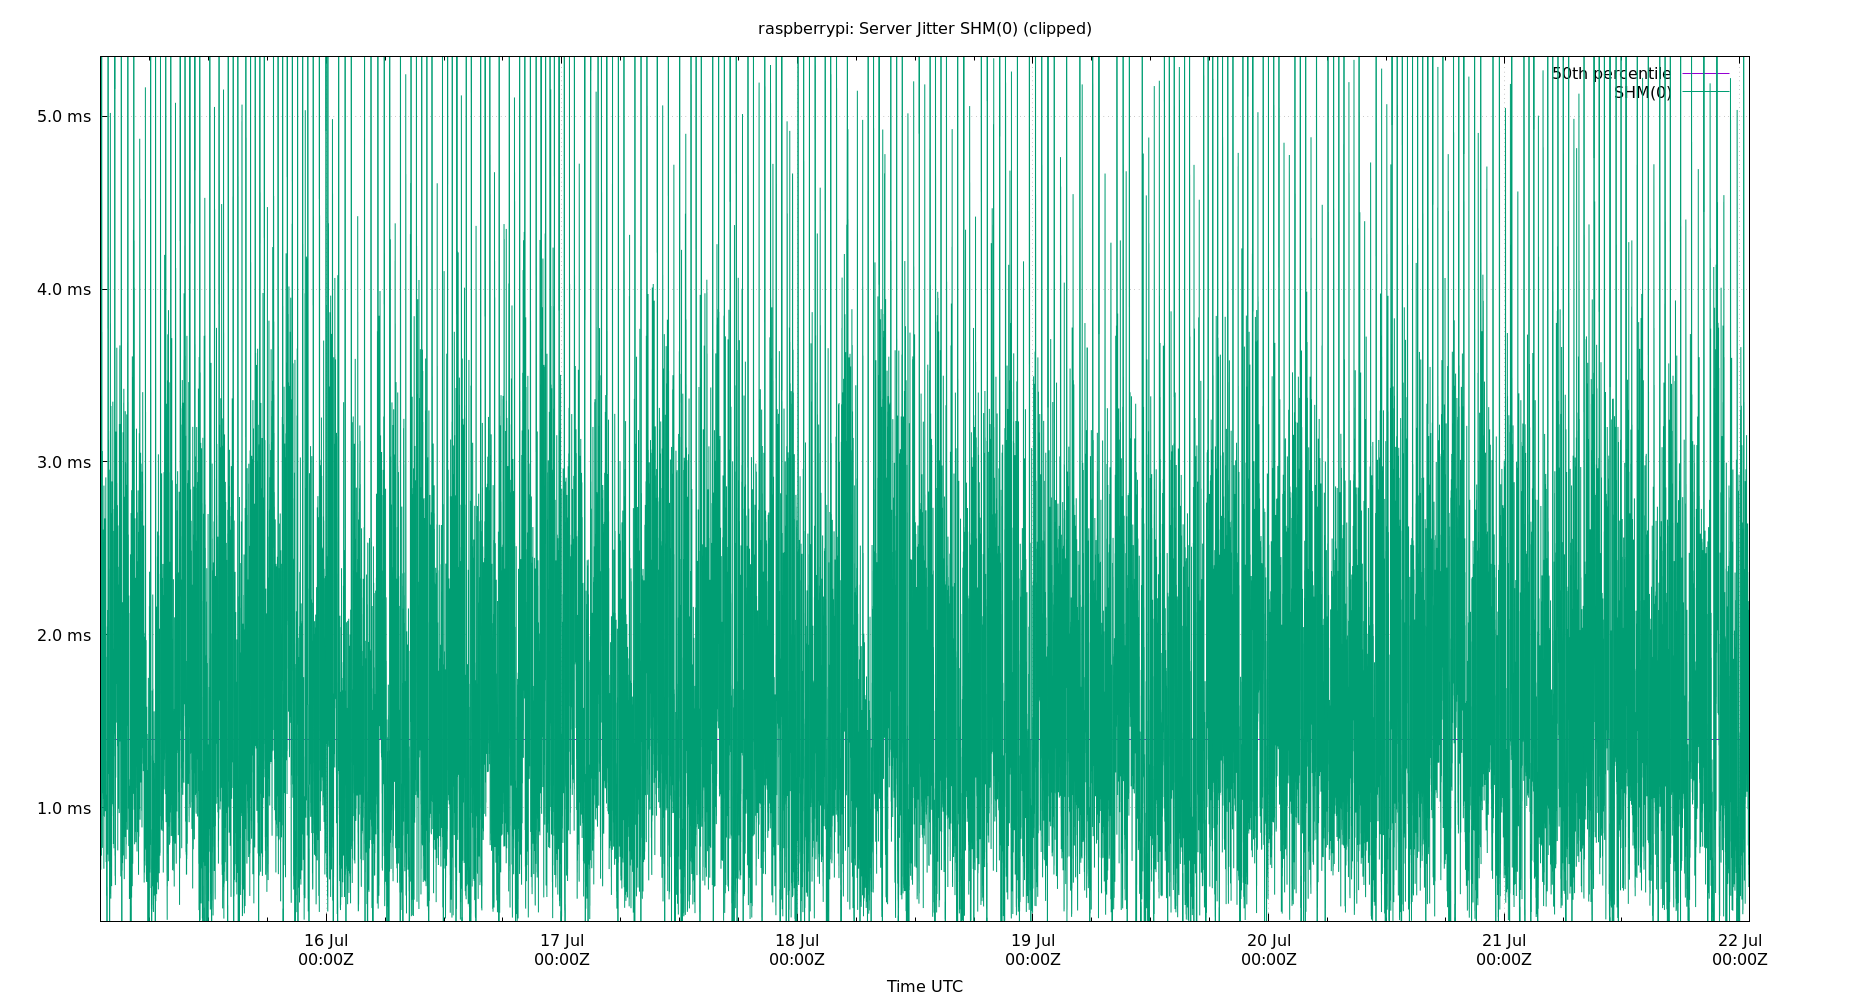 raspberrypi: Server Jitter SHM(0) (clipped)
50th percentile
SHM(0)
5.0 ms
4.0 ms
3.0 ms
2.0 ms
1.0 ms
16 Jul 17 Jul 18 Jul 19 Jul 20 Jul 21 Jul 22 Jul
00:00Z 00:00Z 00:00Z 00:00Z 00:00Z 00:00Z 00:00Z
Time UTC